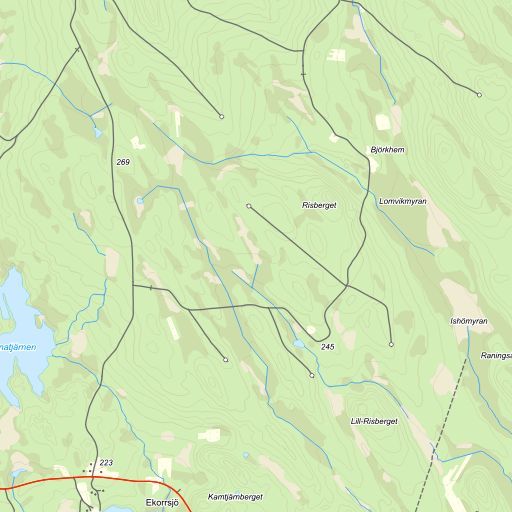 Björkhem
269
Risberget
Lomvikmyran
Ishömyran
245
Lill-Risberget
223
Ekorrsjö
Kamtjärnberget